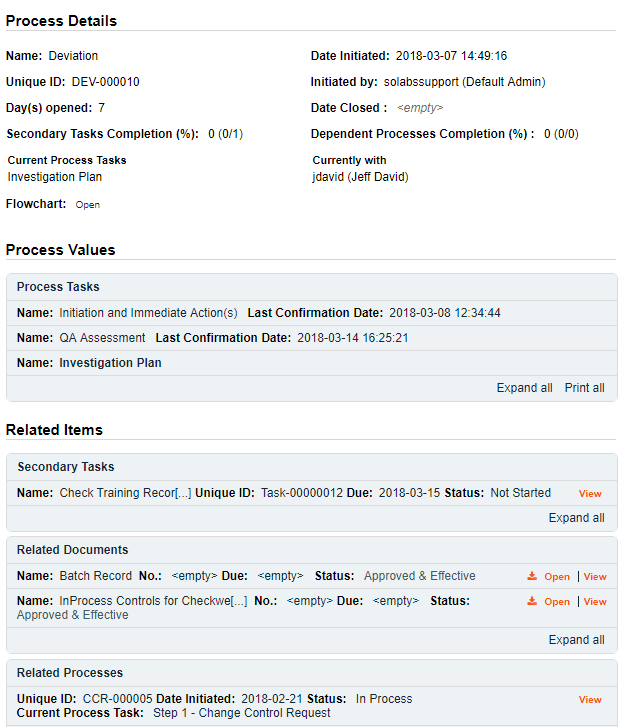 Process Details
Name: Deviation Date Initiated: 2018-03-07 14:49:16
Unique ID: DEV-000010 Initiated by: solabssupport (Default Admin)
Day(s) opened: 7 Date Closed : <empty>
Secondary Tasks Completion (%): 0 (0/1) Dependent Processes Completion (%) : 0 (0/0)
Current Process Tasks Currently with
Investigation Plan jdavid (Jeff David)
Flowchart: Open
Process Values
Process Tasks
Name: Initiation and Immediate Action(s) Last Confirmation Date: 2018-03-08 12:34:44
Name: QA Assessment Last Confirmation Date: 2018-03-14 16:25:21
Name: Investigation Plan
Expand all Print all
Related Items
Secondary Tasks
Name: Check Training Recor[...] Unique ID: Task-00000012 Due: 2018-03-15 Status: Not Started View
Expand all
Related Documents
Name: Batch Record No.: <empty> Due: <empty> Status: Approved & Effective Open | View
Name: InProcess Controls for Checkwe[...] No.: <empty> Due: <empty> Status: Open | View
Approved & Effective
Expand all
Related Processes
Unique ID: CCR-000005 Date Initiated: 2018-02-21 Status: In Process View
Current Process Task: Step 1 - Change Control Request